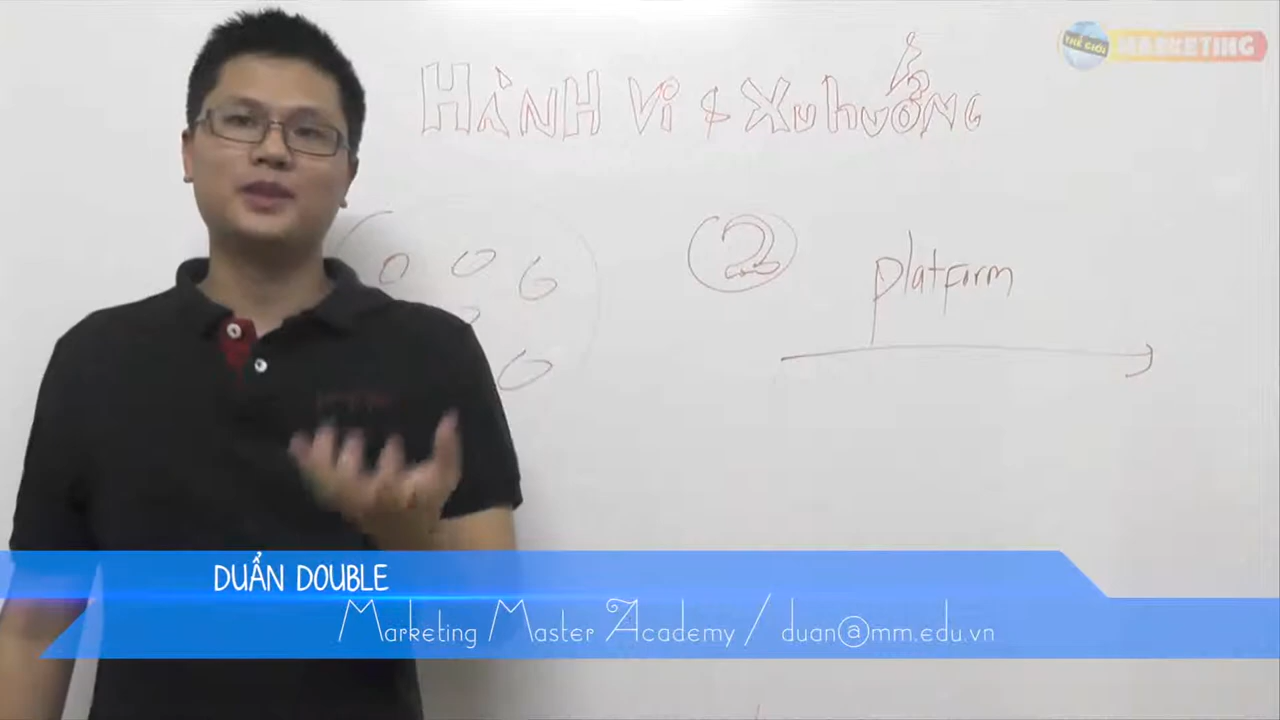 THẾ GIỚI MARKETING
HÀNH Vi & Xu hướng
2
platform
DUẨN DOUBLE
Marketing Master Academy / duan@mm.edu.vn